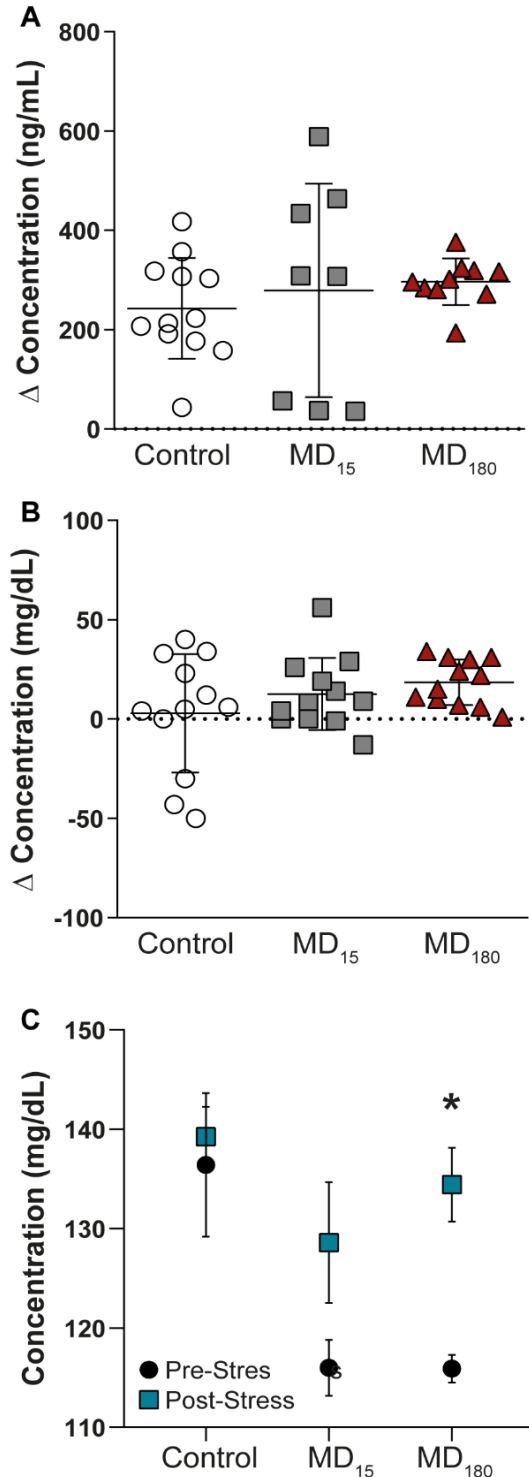 A
Δ Concentration (ng/mL)
800
600
400
200
0
Control MD₁₅ MD₁₈₀
B
Δ Concentration (mg/dL)
100
50
0
-50
-100
Control MD₁₅ MD₁₈₀
C
Concentration (mg/dL)
150
140
130
116
110
*
Pre-Stres s
Post-Stress
Control MD₁₅ MD₁₈₀